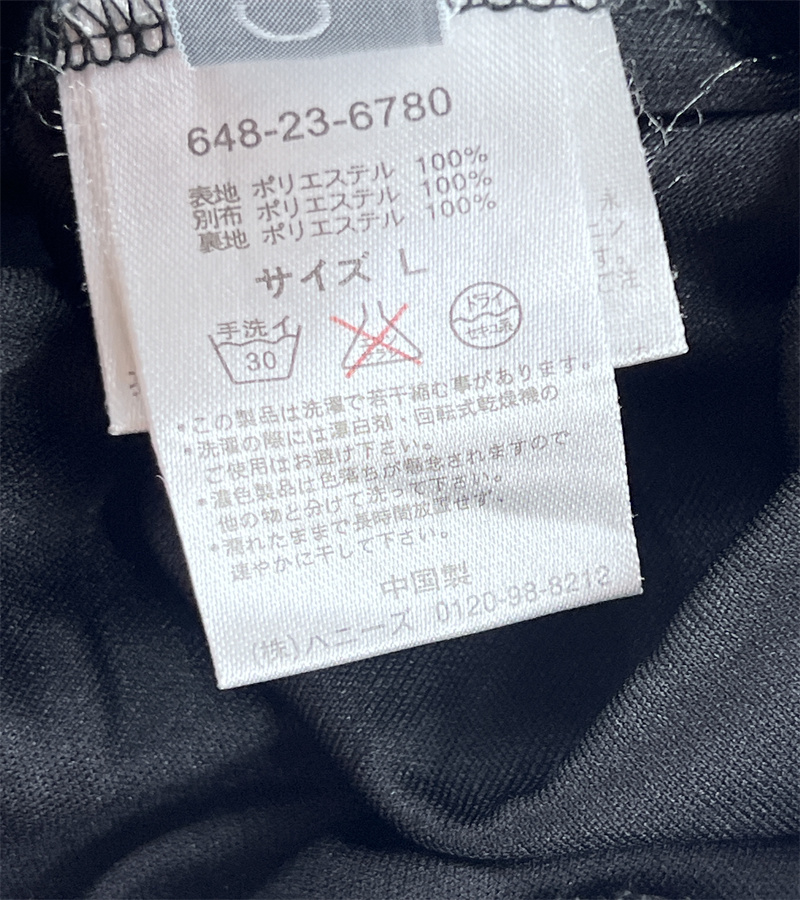 648-23-6780
表地 ポリエステル 100%
別布 ポリエステル 100%
裏地 ポリエステル 100%
サイズ L
手洗イ
30
エンソ
サラシ
ドライ
セキユ系
・この製品は洗濯で若干縮む事があります。
・洗濯の際には漂白剤、回転式乾燥機の
ご使用はお避け下さい。
・濃色製品は色落ちが懸念されますので
他の物と分けて洗って下さい。
・濡れたままで長時間放置せず、
速やかに干して下さい。
中国製
(株)ハニーズ 0120-98-8212